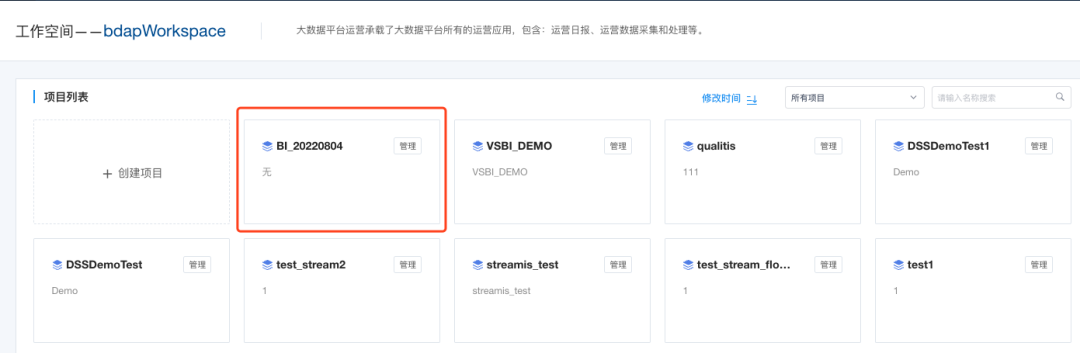 工作空间——bdapWorkspace
大数据平台运营承载了大数据平台所有的运营应用，包含：运营日报、运营数据采集和处理等。
项目列表
修改时间
所有项目
请输入名称搜索
+ 创建项目
BI_20220804
管理
无
VSBI_DEMO
管理
VSBI_DEMO
qualitis
管理
111
DSSDemoTest1
管理
Demo
DSSDemoTest
管理
Demo
test_stream2
管理
1
streamis_test
管理
streamis_test
test_stream_flo...
管理
1
test1
管理
1